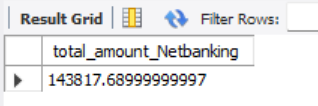 Result Grid Filter Rows:
total_amount_Netbanking
143817.68999999997